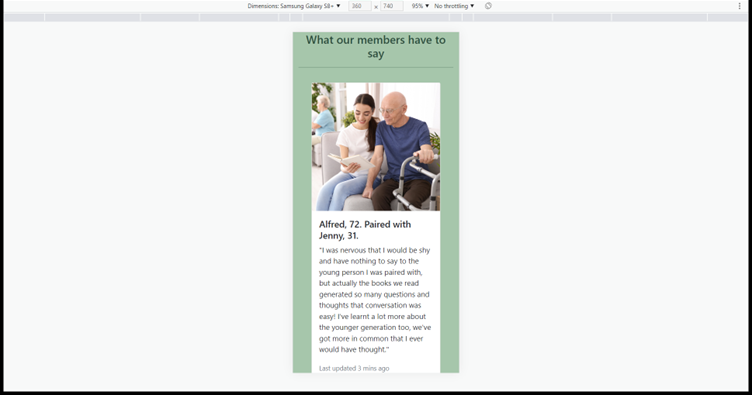 Dimensions: Samsung Galaxy S8+ ▼ 360 × 740 95% ▼ No throttling ▼
What our members have to
say
Alfred, 72. Paired with
Jenny, 31.
"I was nervous that I would be shy
and have nothing to say to the
young person I was paired with,
but actually the books we read
generated so many questions and
thoughts that conversation was
easy! I've learnt a lot more about
the younger generation too, we've
got more in common that I ever
would have thought."
Last updated 3 mins ago